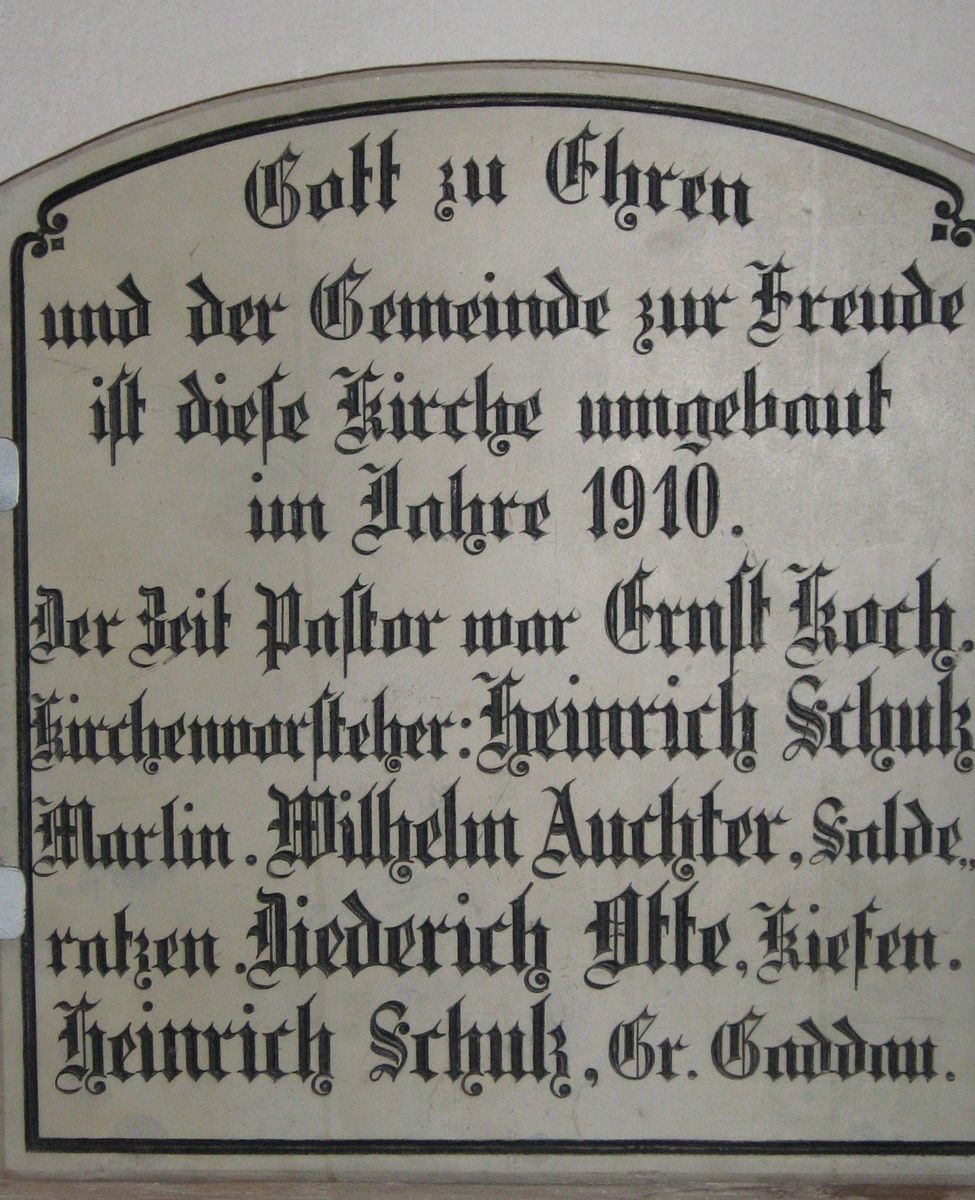 Gott zu Ehren
und der Gemeinde zur Freude
ist diese Kirche umgebaut
im Jahre 1910.
Der Zeit Pastor war Ernst Koch.
Kirchenvorsteher: Heinrich Schulz
Marlin. Wilhelm Auchter, Salde„
ratzen. Diederich Otte, Kiefen.
Heinrich Schulz, Gr. Gaddau.